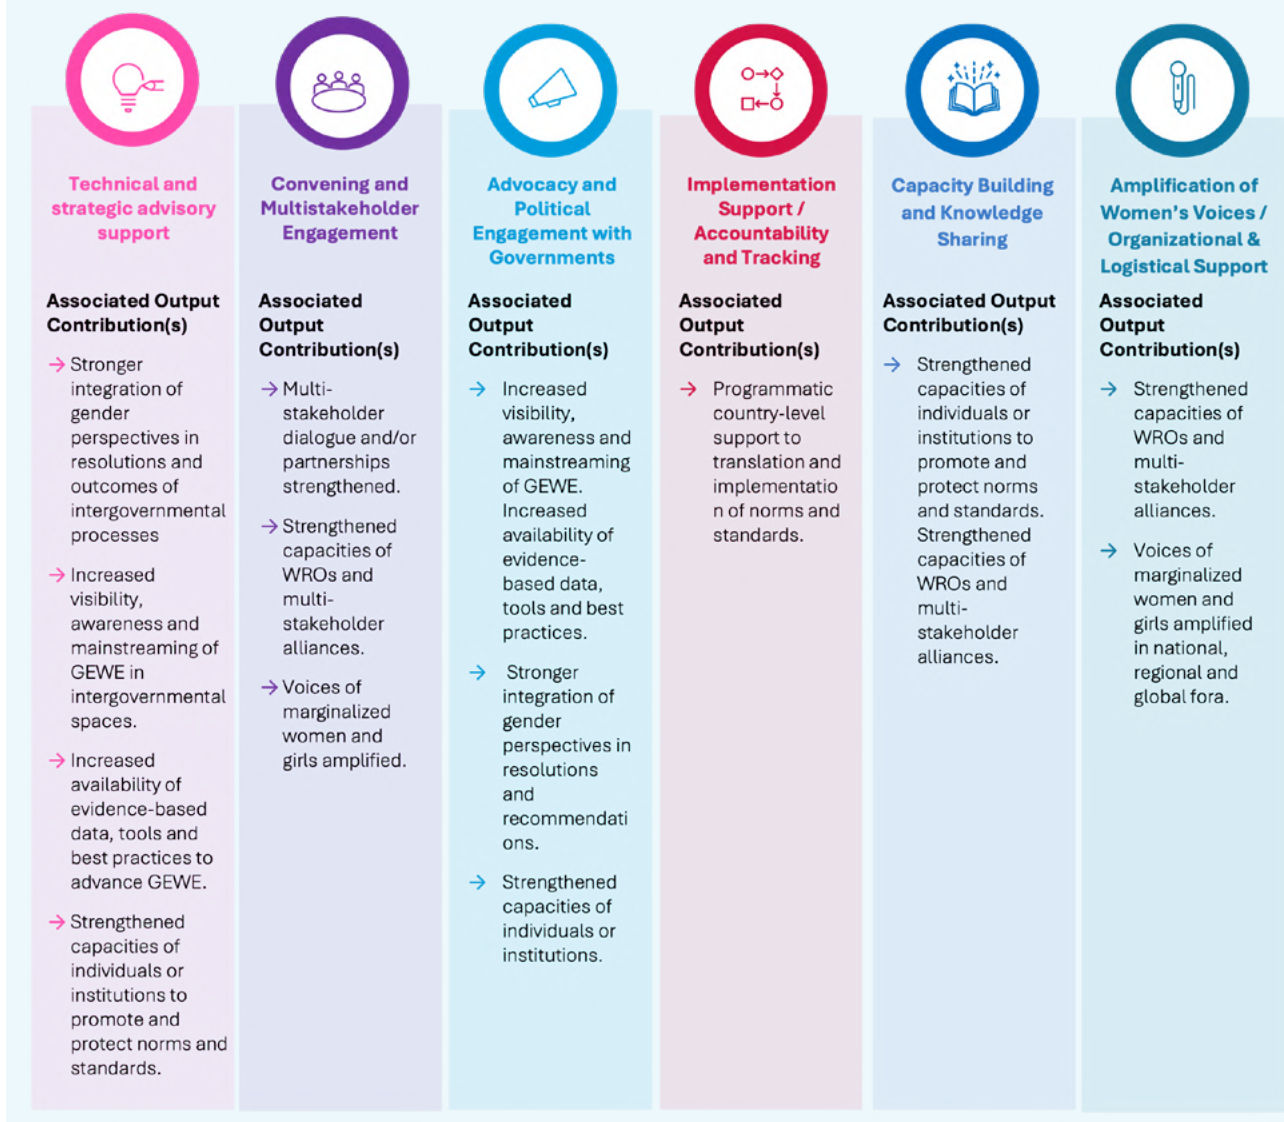 Technical and
strategic advisory
support
Associated Output
Contribution(s)
→ Stronger
integration of
gender
perspectives in
resolutions and
outcomes of
intergovernmental
processes
→ Increased
visibility,
awareness and
mainstreaming of
GEWE in
intergovernmental
spaces.
→ Increased
availability of
evidence-based
data, tools and
best practices to
advance GEWE.
→ Strengthened
capacities of
individuals or
institutions to
promote and
protect norms and
standards.
Convening and
Multistakeholder
Engagement
Associated
Output
Contribution(s)
→ Multi-
stakeholder
dialogue and/or
partnerships
strengthened.
→ Strengthened
capacities of
WROs and
multi-
stakeholder
alliances.
→ Voices of
marginalized
women and
girls amplified.
Advocacy and
Political
Engagement with
Governments
Associated
Output
Contribution(s)
→ Increased
visibility,
awareness and
mainstreaming
of GEWE.
Increased
availability of
evidence-
based data,
tools and best
practices.
→ Stronger
integration of
gender
perspectives in
resolutions
and
recommendati
ons.
→ Strengthened
capacities of
individuals or
institutions.
Implementation
Support /
Accountability
and Tracking
Associated
Output
Contribution(s)
→ Programmatic
country-level
support to
translation and
implementatio
n of norms and
standards.
Capacity Building
and Knowledge
Sharing
Associated Output
Contribution(s)
→ Strengthened
capacities of
individuals or
institutions to
promote and
protect norms
and standards.
Strengthened
capacities of
WROs and
multi-
stakeholder
alliances.
Amplification of
Women's Voices /
Organizational &
Logistical Support
Associated
Output
Contribution(s)
→ Strengthened
capacities of
WROs and
multi-
stakeholder
alliances.
→ Voices of
marginalized
women and
girls amplified
in national,
regional and
global fora.